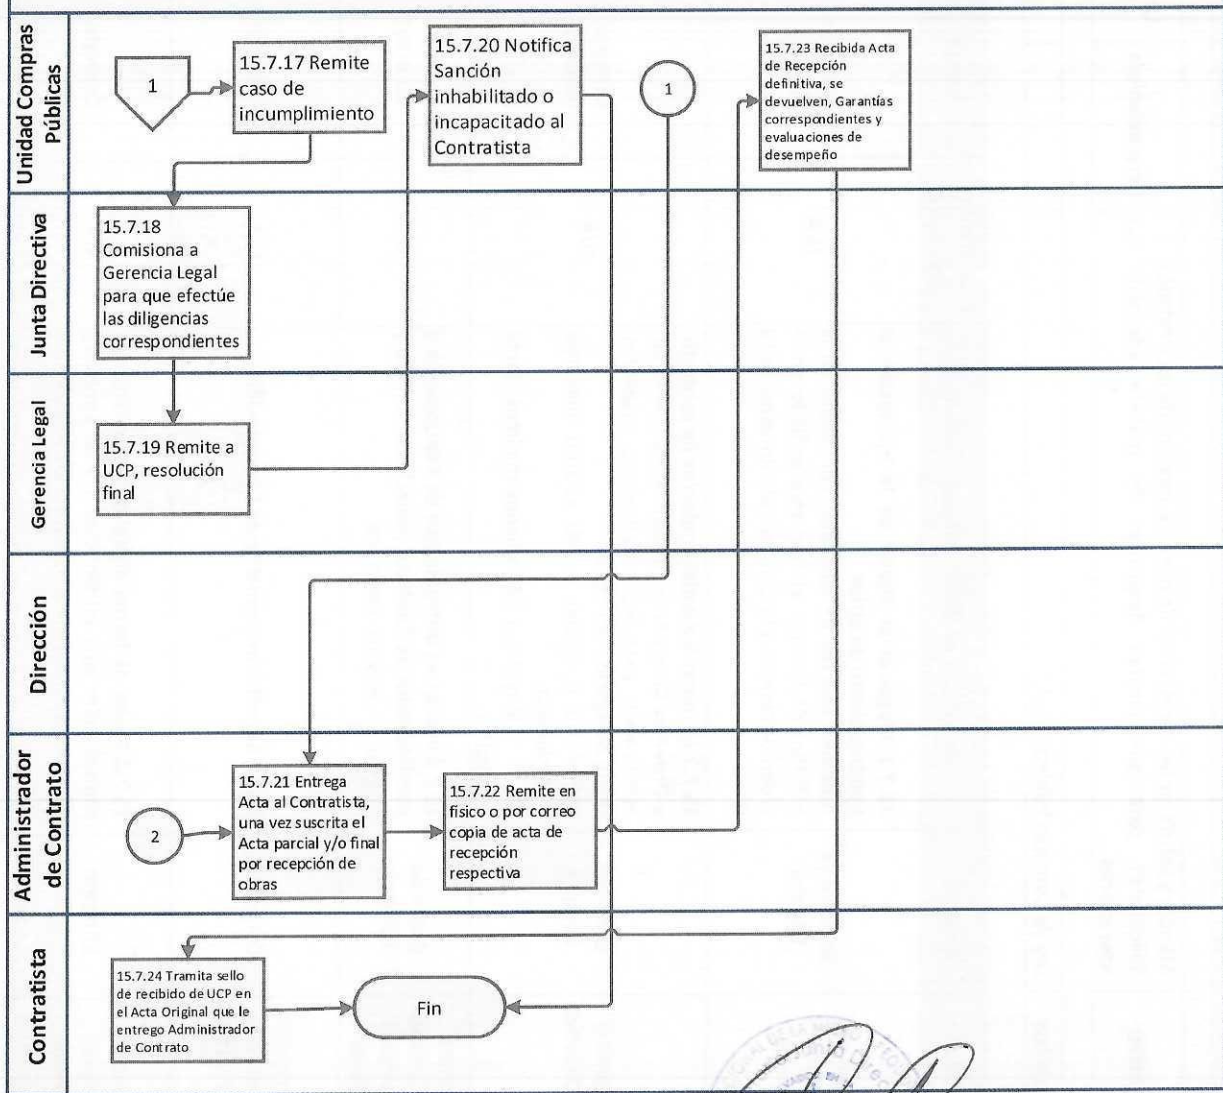 Unidad Compras
Públicas
1
15.7.17 Remite
caso de
incumplimiento
15.7.20 Notifica
Sanción
inhabilitado o
incapacitado al
Contratista
1
15.7.23 Recibida Acta
de Recepción
definitiva, se
devuelven, Garantías
correspondientes y
evaluaciones de
desempeño
Junta Directiva
15.7.18
Comisiona a
Gerencia Legal
para que efectúe
las diligencias
correspondientes
Gerencia Legal
15.7.19 Remite a
UCP, resolución
final
Dirección
Administrador
de Contrato
2
15.7.21 Entrega
Acta al Contratista,
una vez suscrita el
Acta parcial y/o final
por recepción de
obras
15.7.22 Remite en
físico o por correo
copia de acta de
recepción
respectiva
Contratista
15.7.24 Tramita sello
de recibido de UCP en
el Acta Original que le
entrego Administrador
de Contrato
Fin